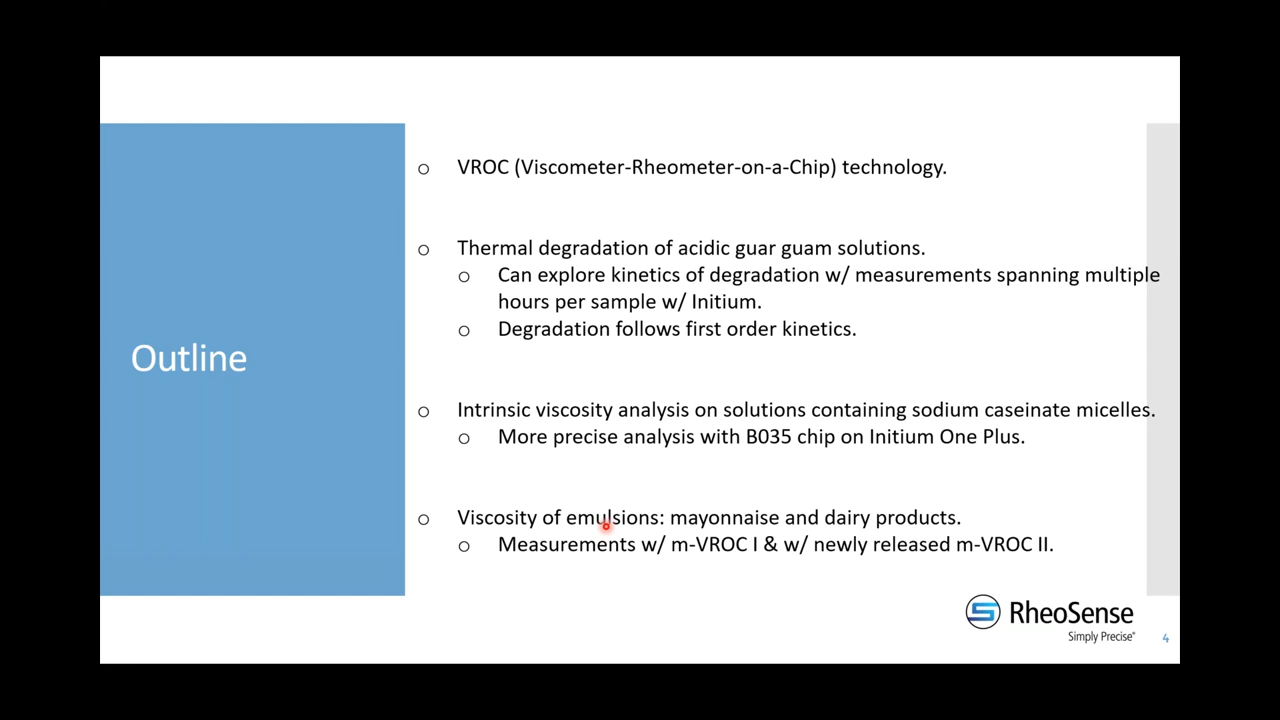 Outline
o VROC (Viscometer-Rheometer-on-a-Chip) technology.
o Thermal degradation of acidic guar guam solutions.
o Can explore kinetics of degradation w/ measurements spanning multiple
hours per sample w/ Initium.
o Degradation follows first order kinetics.
o Intrinsic viscosity analysis on solutions containing sodium caseinate micelles.
o More precise analysis with B035 chip on Initium One Plus.
o Viscosity of emulsions: mayonnaise and dairy products.
o Measurements w/ m-VROC I & w/ newly released m-VROC II.
RheoSense
Simply Precise®
4